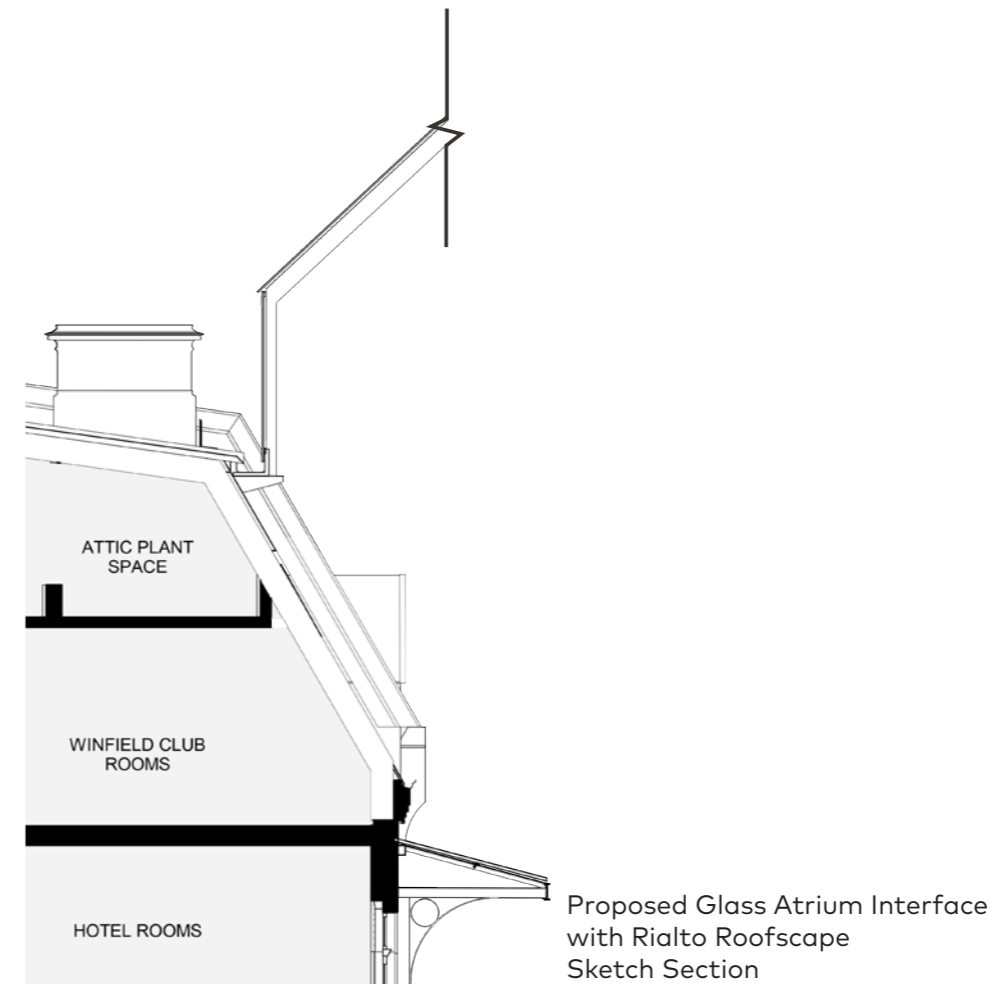 ATTIC PLANT
SPACE
WINFIELD CLUB
ROOMS
HOTEL ROOMS
Proposed Glass Atrium Interface
with Rialto Roofscape
Sketch Section